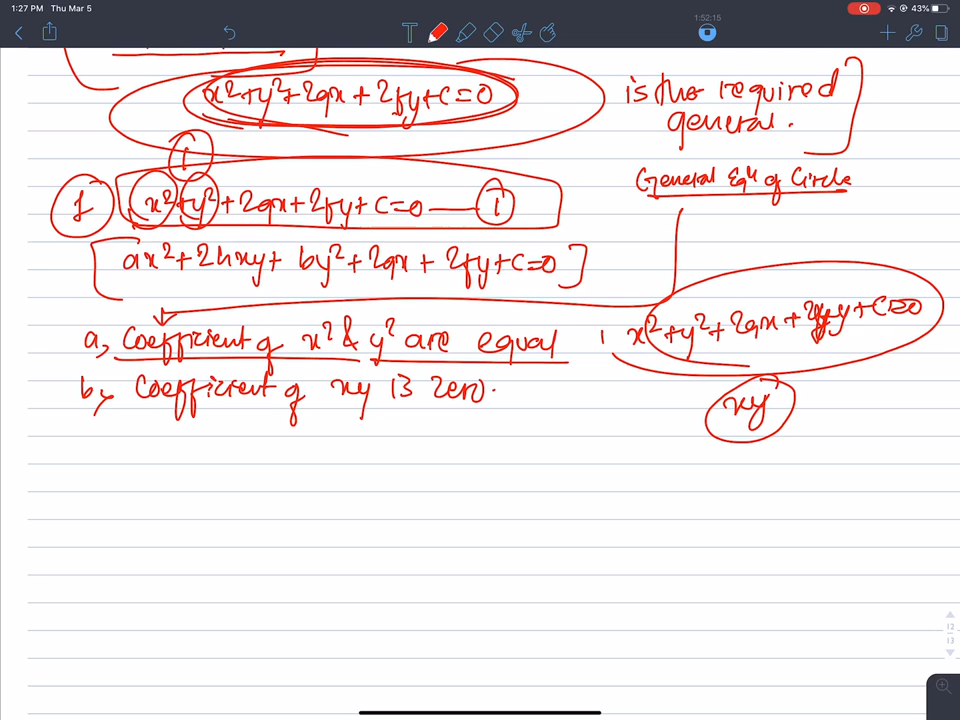 1:27 PM Thu Mar 5
43%
1:52:15
x²+y²+2gx+2fy+c=0 is the required
general.
General Eqn of Circle
1 x²+y²+2gx+2fy+c=0 — 1
ax²+2hxy+by²+2gx+2fy+c=0
a, Coefficient of x² & y² are equal
x²+y²+2gx+2fy+c=0
b, Coefficient of xy is zero.
xy
12
13